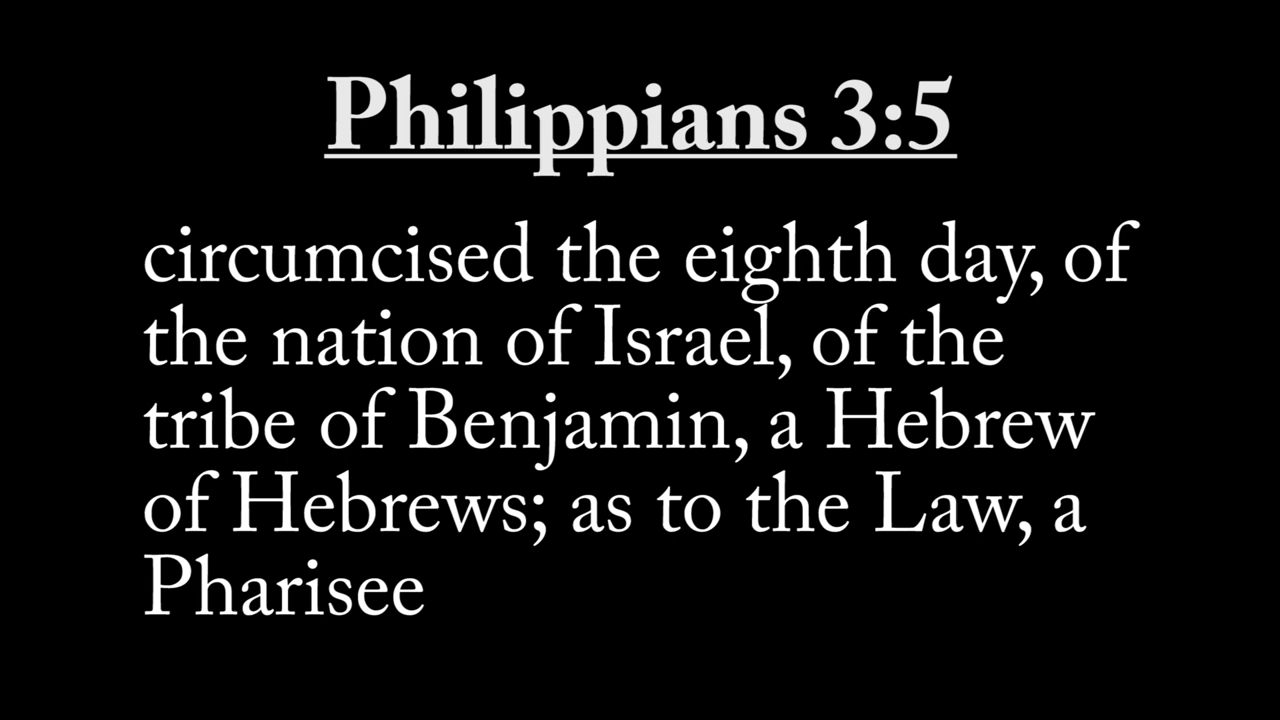 Philippians 3:5
circumcised the eighth day, of
the nation of Israel, of the
tribe of Benjamin, a Hebrew
of Hebrews; as to the Law, a
Pharisee